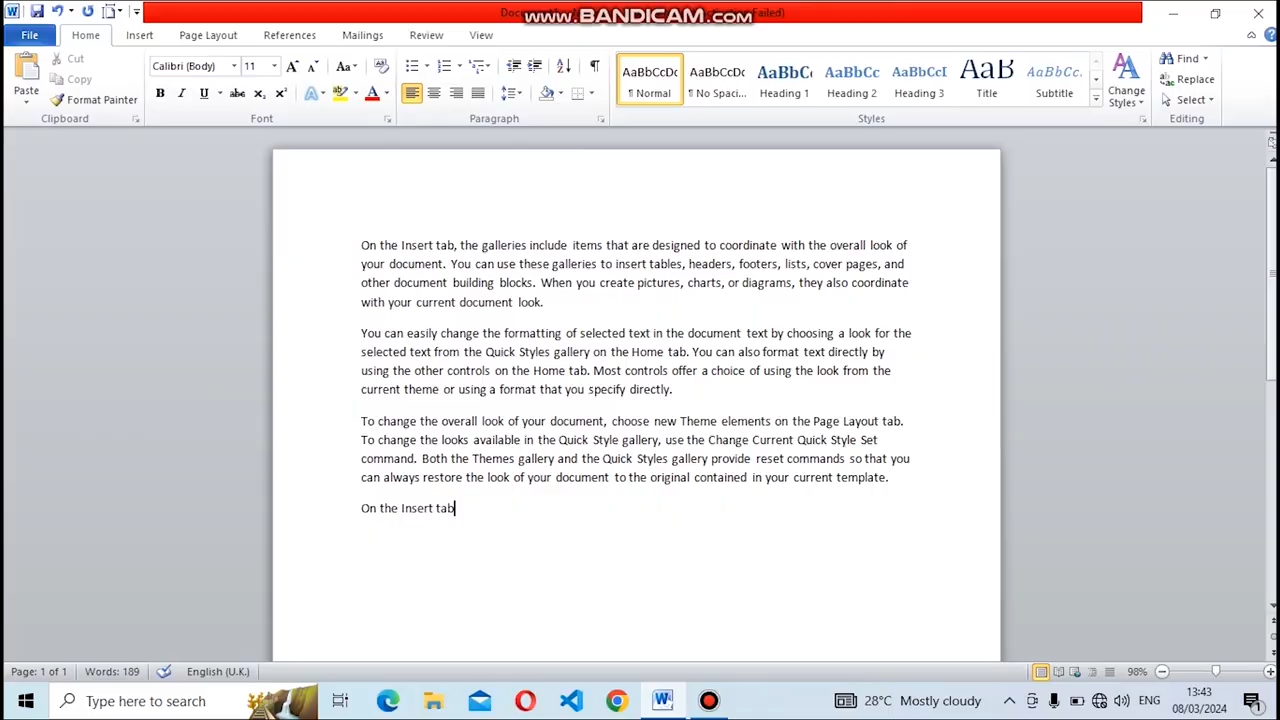 Docum
Failed)
www.BANDICAM.com
File
Home
Insert
Page Layout
References
Mailings
Review
View
Paste
Cut
Copy
Format Painter
Clipboard
Calibri (Body)
11
Font
Paragraph
AaBbCcDc
¶ Normal
AaBbCcDc
¶ No Spaci...
AaBbC(
Heading 1
AaBbCc
Heading 2
AaBbCcI
Heading 3
AaB
Title
AaBbCc.
Subtitle
Change
Styles
Styles
Find
Replace
Select
Editing
On the Insert tab, the galleries include items that are designed to coordinate with the overall look of
your document. You can use these galleries to insert tables, headers, footers, lists, cover pages, and
other document building blocks. When you create pictures, charts, or diagrams, they also coordinate
with your current document look.
You can easily change the formatting of selected text in the document text by choosing a look for the
selected text from the Quick Styles gallery on the Home tab. You can also format text directly by
using the other controls on the Home tab. Most controls offer a choice of using the look from the
current theme or using a format that you specify directly.
To change the overall look of your document, choose new Theme elements on the Page Layout tab.
To change the looks available in the Quick Style gallery, use the Change Current Quick Style Set
command. Both the Themes gallery and the Quick Styles gallery provide reset commands so that you
can always restore the look of your document to the original contained in your current template.
On the Insert tab
Page: 1 of 1
Words: 189
English (U.K.)
98%
Type here to search
28°C Mostly cloudy
ENG
13:43
08/03/2024